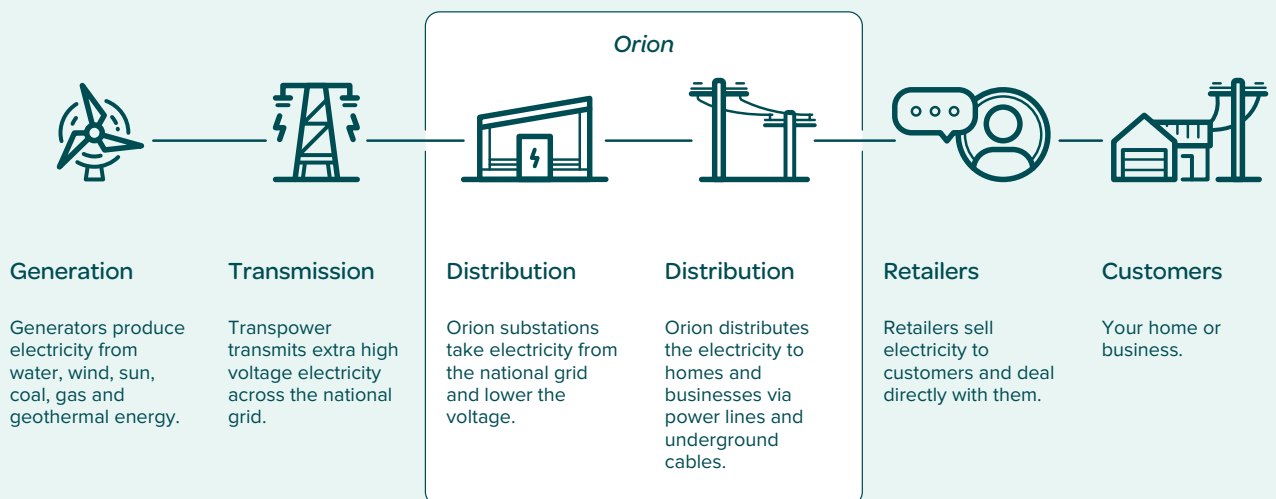 Orion
Generation
Generators produce
electricity from
water, wind, sun,
coal, gas and
geothermal energy.
Transmission
Transpower
transmits extra high
voltage electricity
across the national
grid.
Distribution
Orion substations
take electricity from
the national grid
and lower the
voltage.
Distribution
Orion distributes
the electricity to
homes and
businesses via
power lines and
underground
cables.
Retailers
Retailers sell
electricity to
customers and deal
directly with them.
Customers
Your home or
business.